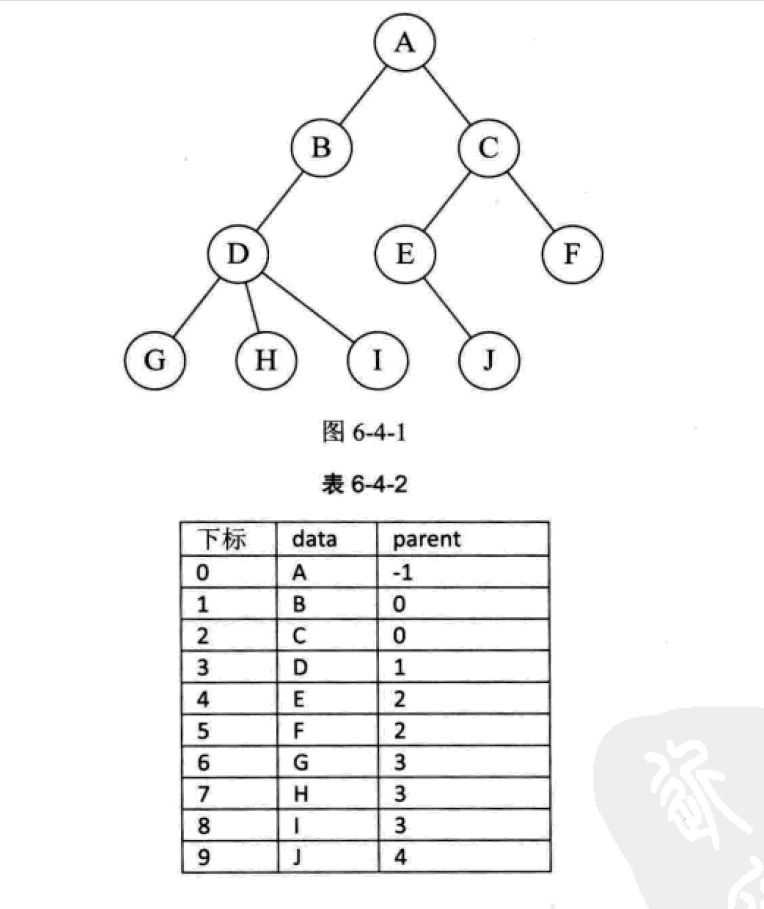 A
B C
D E F
G H I J
图 6-4-1
表 6-4-2
下标 data parent
0 A -1
1 B 0
2 C 0
3 D 1
4 E 2
5 F 2
6 G 3
7 H 3
8 I 3
9 J 4